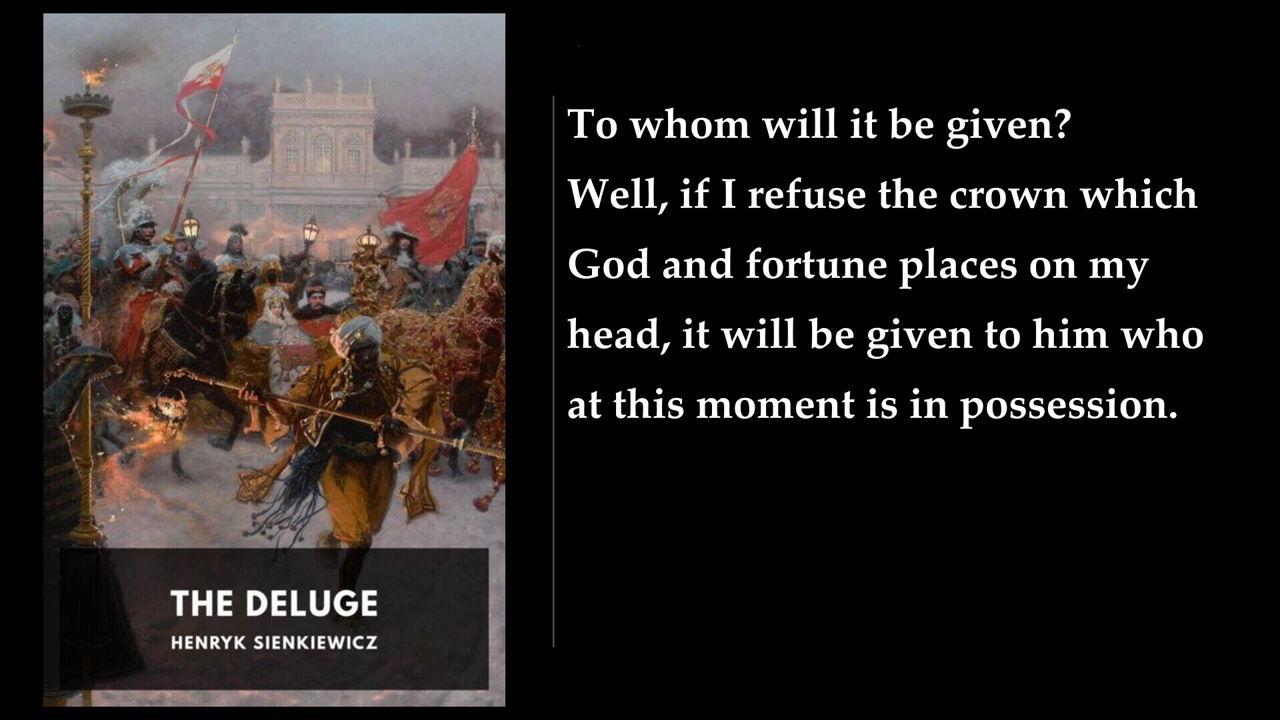 THE DELUGE
HENRYK SIENKIEWICZ
To whom will it be given?
Well, if I refuse the crown which
God and fortune places on my
head, it will be given to him who
at this moment is in possession.